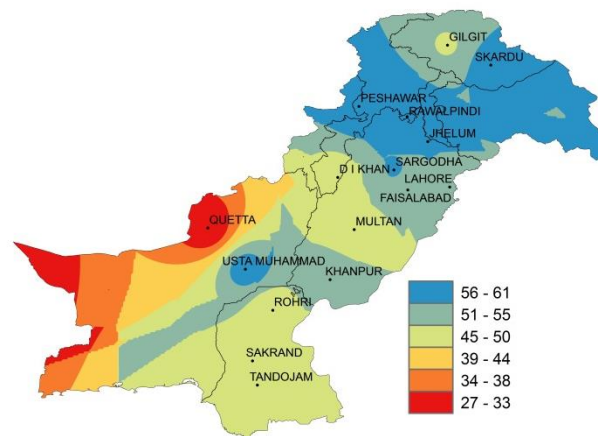 GILGIT
SKARDU
PESHAWAR
RAWALPINDI
JHELUM
SARGODHA
D I KHAN
LAHORE
FAISALABAD
MULTAN
QUETTA
USTA MUHAMMAD
KHANPUR
ROHRI
SAKRAND
TANDOJAM
56 - 61
51 - 55
45 - 50
39 - 44
34 - 38
27 - 33